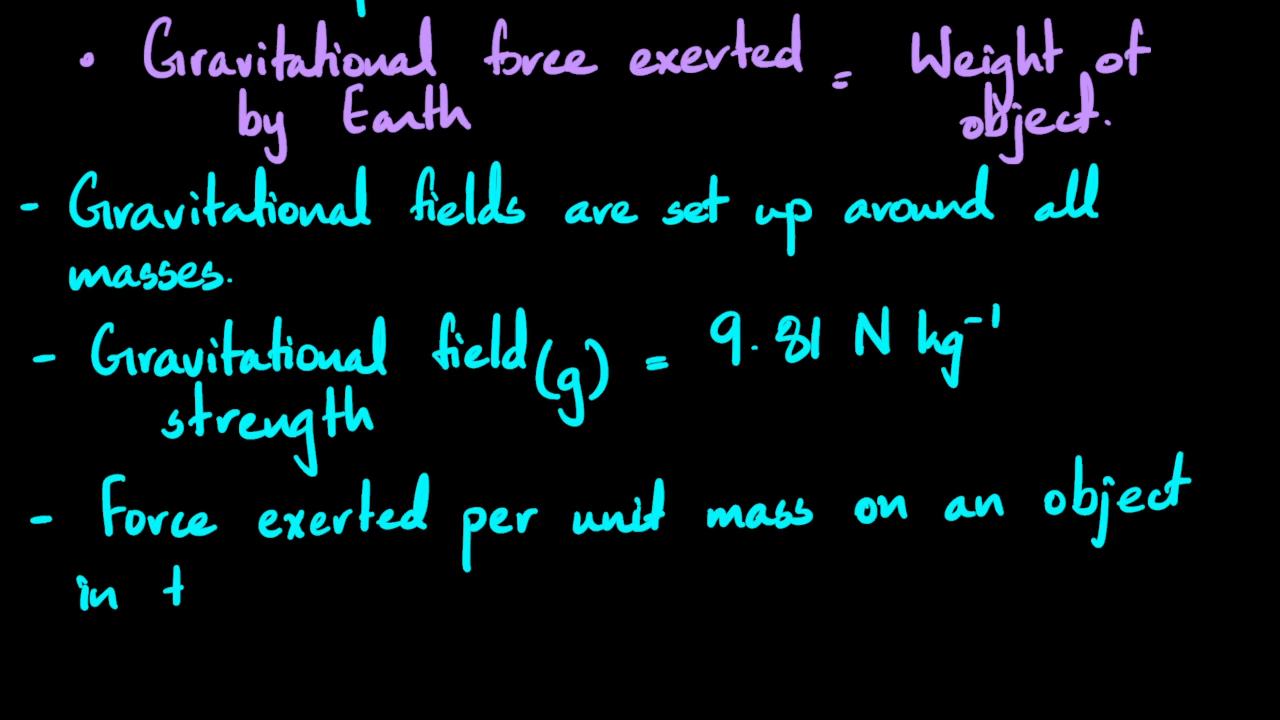 • Gravitational force exerted = Weight of
by Earth object.
- Gravitational fields are set up around all
masses.
- Gravitational field (g) = 9.81 N kg⁻¹
strength
- Force exerted per unit mass on an object
in t